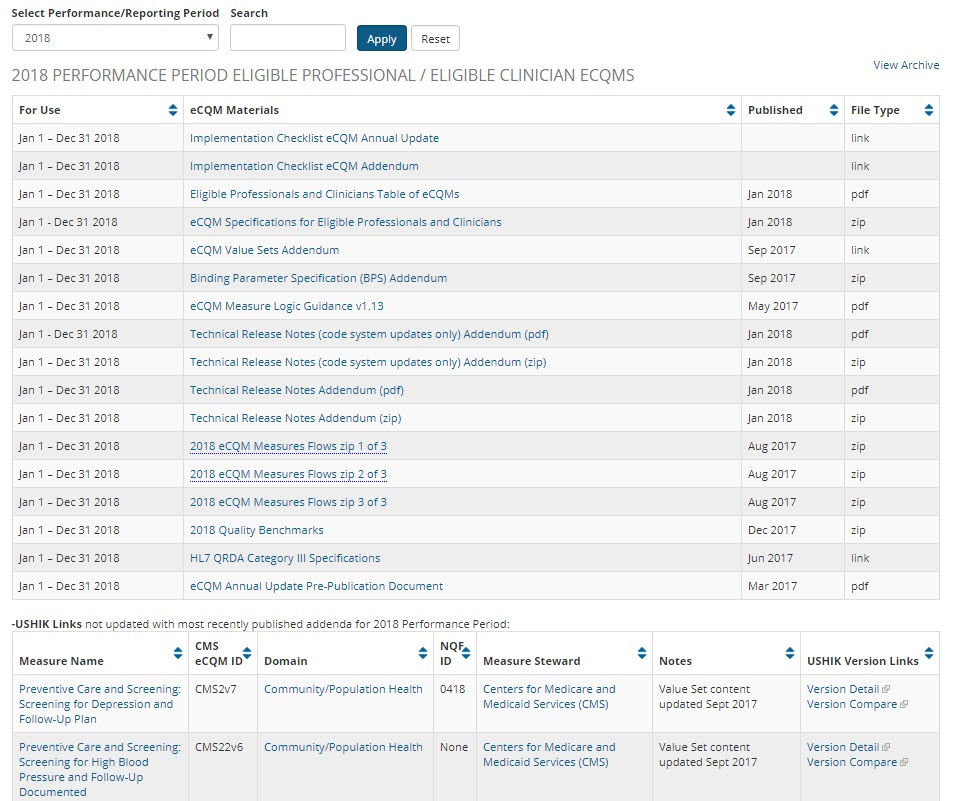 Select Performance/Reporting Period Search
2018 Apply Reset
View Archive
2018 PERFORMANCE PERIOD ELIGIBLE PROFESSIONAL / ELIGIBLE CLINICIAN ECQMS
For Use eCQM Materials Published File Type
Jan 1 – Dec 31 2018 Implementation Checklist eCQM Annual Update link
Jan 1 – Dec 31 2018 Implementation Checklist eCQM Addendum link
Jan 1 – Dec 31 2018 Eligible Professionals and Clinicians Table of eCQMs Jan 2018 pdf
Jan 1 - Dec 31 2018 eCQM Specifications for Eligible Professionals and Clinicians Jan 2018 zip
Jan 1 – Dec 31 2018 eCQM Value Sets Addendum Sep 2017 link
Jan 1 – Dec 31 2018 Binding Parameter Specification (BPS) Addendum Sep 2017 zip
Jan 1 – Dec 31 2018 eCQM Measure Logic Guidance v1.13 May 2017 pdf
Jan 1 - Dec 31 2018 Technical Release Notes (code system updates only) Addendum (pdf) Jan 2018 pdf
Jan 1 – Dec 31 2018 Technical Release Notes (code system updates only) Addendum (zip) Jan 2018 zip
Jan 1 – Dec 31 2018 Technical Release Notes Addendum (pdf) Jan 2018 pdf
Jan 1 – Dec 31 2018 Technical Release Notes Addendum (zip) Jan 2018 zip
Jan 1 – Dec 31 2018 2018 eCQM Measures Flows zip 1 of 3 Aug 2017 zip
Jan 1 – Dec 31 2018 2018 eCQM Measures Flows zip 2 of 3 Aug 2017 zip
Jan 1 – Dec 31 2018 2018 eCQM Measures Flows zip 3 of 3 Aug 2017 zip
Jan 1 – Dec 31 2018 2018 Quality Benchmarks Dec 2017 zip
Jan 1 – Dec 31 2018 HL7 QRDA Category III Specifications Jun 2017 link
Jan 1 – Dec 31 2018 eCQM Annual Update Pre-Publication Document Mar 2017 pdf
-USHIK Links not updated with most recently published addenda for 2018 Performance Period:
CMS NQF
Measure Name eCQM ID Domain ID Measure Steward Notes USHIK Version Links
Preventive Care and Screening: CMS2v7 Community/Population Health 0418 Centers for Medicare and Value Set content Version Detail
Screening for Depression and Medicaid Services (CMS) updated Sept 2017 Version Compare
Follow-Up Plan
Preventive Care and Screening: CMS22v6 Community/Population Health None Centers for Medicare and Value Set content Version Detail
Screening for High Blood Medicaid Services (CMS) updated Sept 2017 Version Compare
Pressure and Follow-Up
Documented